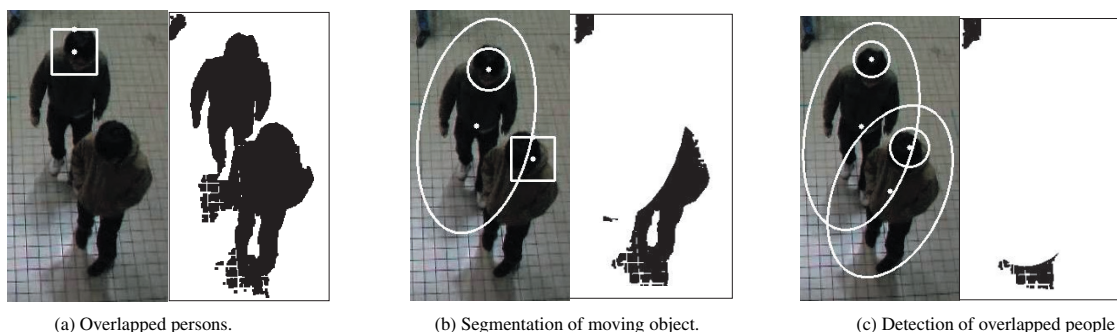 (a) Overlapped persons.
(b) Segmentation of moving object.
(c) Detection of overlapped people